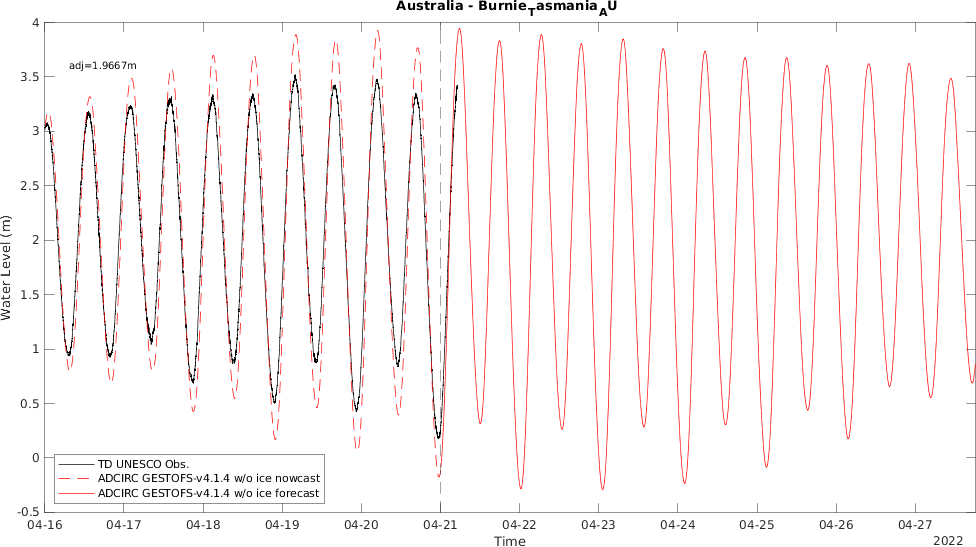 Australia - BurnieTasmaniaAU
4
adj=1.9667m
3.5
3
2.5
2
1.5
1
0.5
0
-0.5
Water Level (m)
TD UNESCO Obs.
ADCIRC GESTOFS-v4.1.4 w/o ice nowcast
ADCIRC GESTOFS-v4.1.4 w/o ice forecast
04-16 04-17 04-18 04-19 04-20 04-21 04-22 04-23 04-24 04-25 04-26 04-27
Time
2022